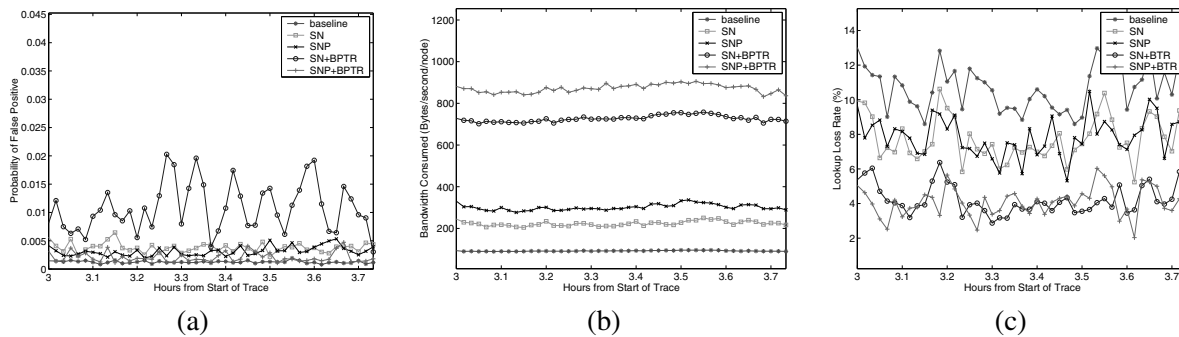 0.045
0.04
0.035
0.03
0.025
0.02
0.015
0.01
0.005
0
3
3.1
3.2
3.3
3.4
3.5
3.6
3.7
Probability of False Positive
Hours from Start of Trace
baseline
SN
SNP
SN+BPTR
SNP+BPTR
(a)
1200
1000
800
600
400
200
3
3.1
3.2
3.3
3.4
3.5
3.6
3.7
Bandwidth Consumed (Bytes/second/node)
Hours from Start of Trace
baseline
SN
SNP
SN+BPTR
SNP+BPTR
(b)
14
12
10
8
6
4
2
3
3.1
3.2
3.3
3.4
3.5
3.6
3.7
Lookup Loss Rate (%)
Hours from Start of Trace
baseline
SN
SNP
SN+BTR
SNP+BTR
(c)